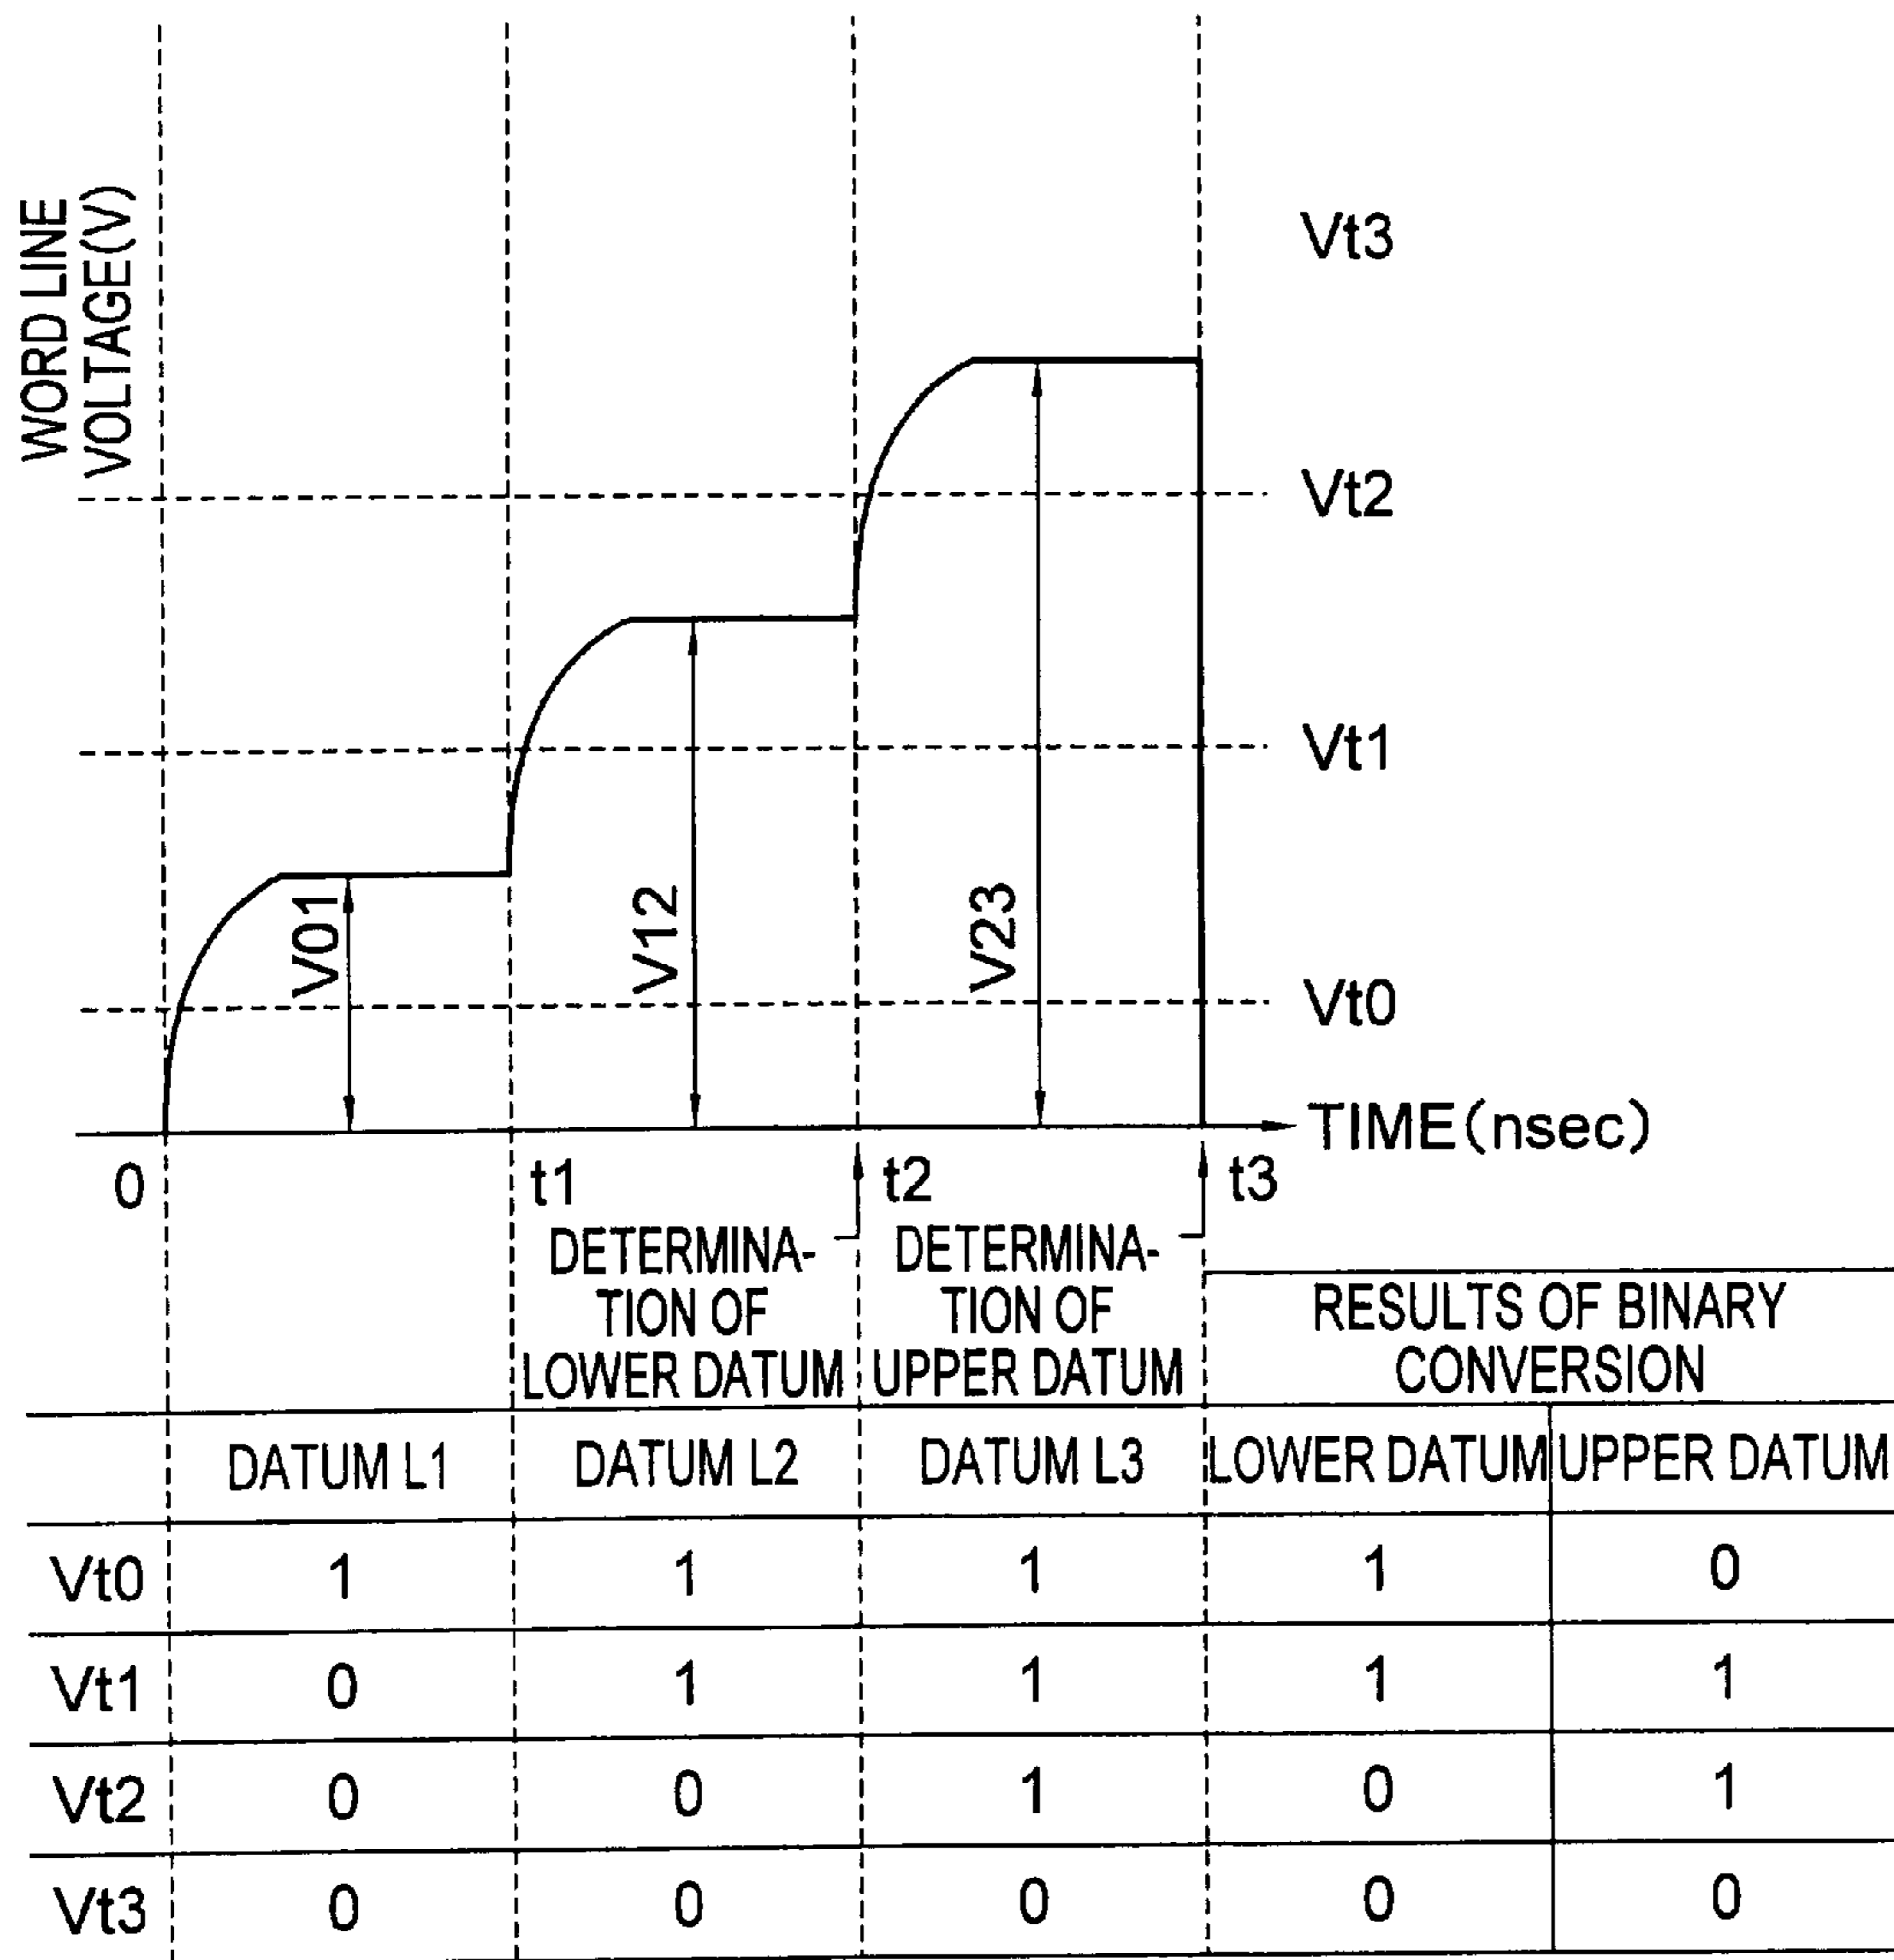 WORD LINE
VOLTAGE(V)
Vt3
Vt2
Vt1
Vt0
V01
V12
V23
TIME(nsec)
0
t1
t2
t3
DETERMINA-
TION OF
LOWER DATUM
DETERMINA-
TION OF
UPPER DATUM
RESULTS OF BINARY
CONVERSION
DATUM L1 DATUM L2 DATUM L3 LOWER DATUM UPPER DATUM
Vt0 1 1 1 1 0
Vt1 0 1 1 1 1
Vt2 0 0 1 0 1
Vt3 0 0 0 0 0